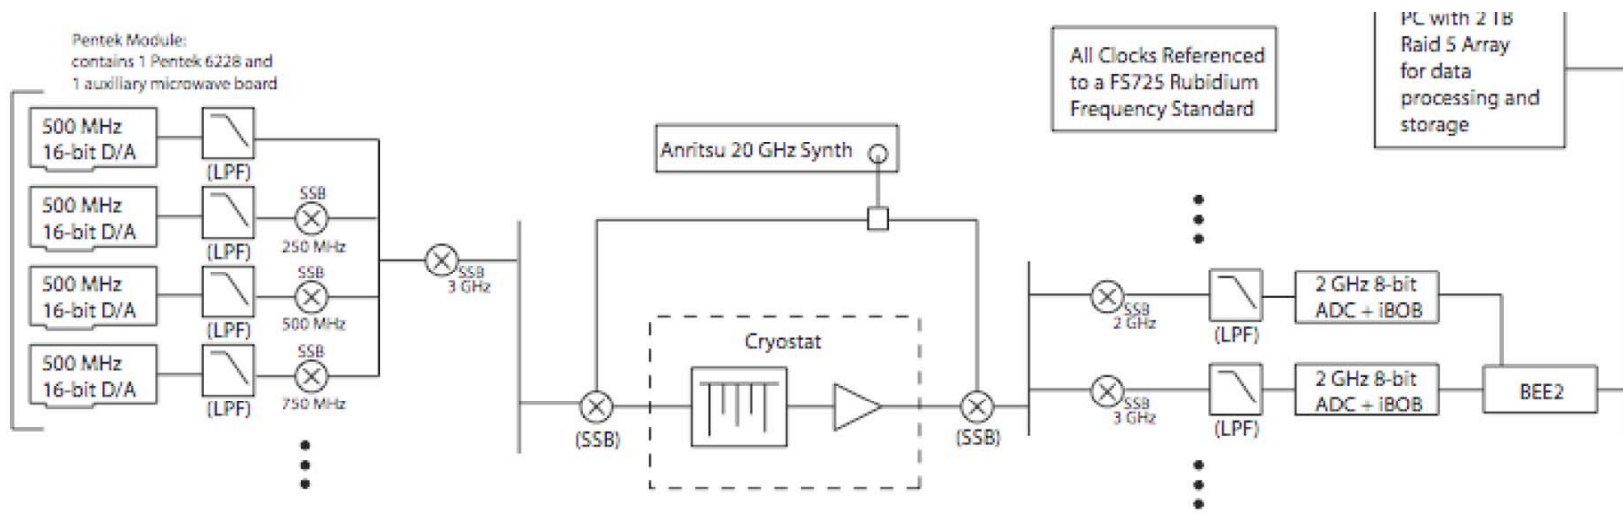 Pentek Module:
contains 1 Pentek 6228 and
1 auxiliary microwave board
500 MHz
16-bit D/A
(LPF)
500 MHz
16-bit D/A
(LPF)
SSB
250 MHz
500 MHz
16-bit D/A
(LPF)
SSB
500 MHz
500 MHz
16-bit D/A
(LPF)
SSB
750 MHz
SSB
3 GHz
Anritsu 20 GHz Synth
(SSB)
Cryostat
(SSB)
All Clocks Referenced
to a FS725 Rubidium
Frequency Standard
PC with 2 TB
Raid 5 Array
for data
processing and
storage
SSB
2 GHz
(LPF)
2 GHz 8-bit
ADC + iBOB
SSB
3 GHz
(LPF)
2 GHz 8-bit
ADC + iBOB
BEE2